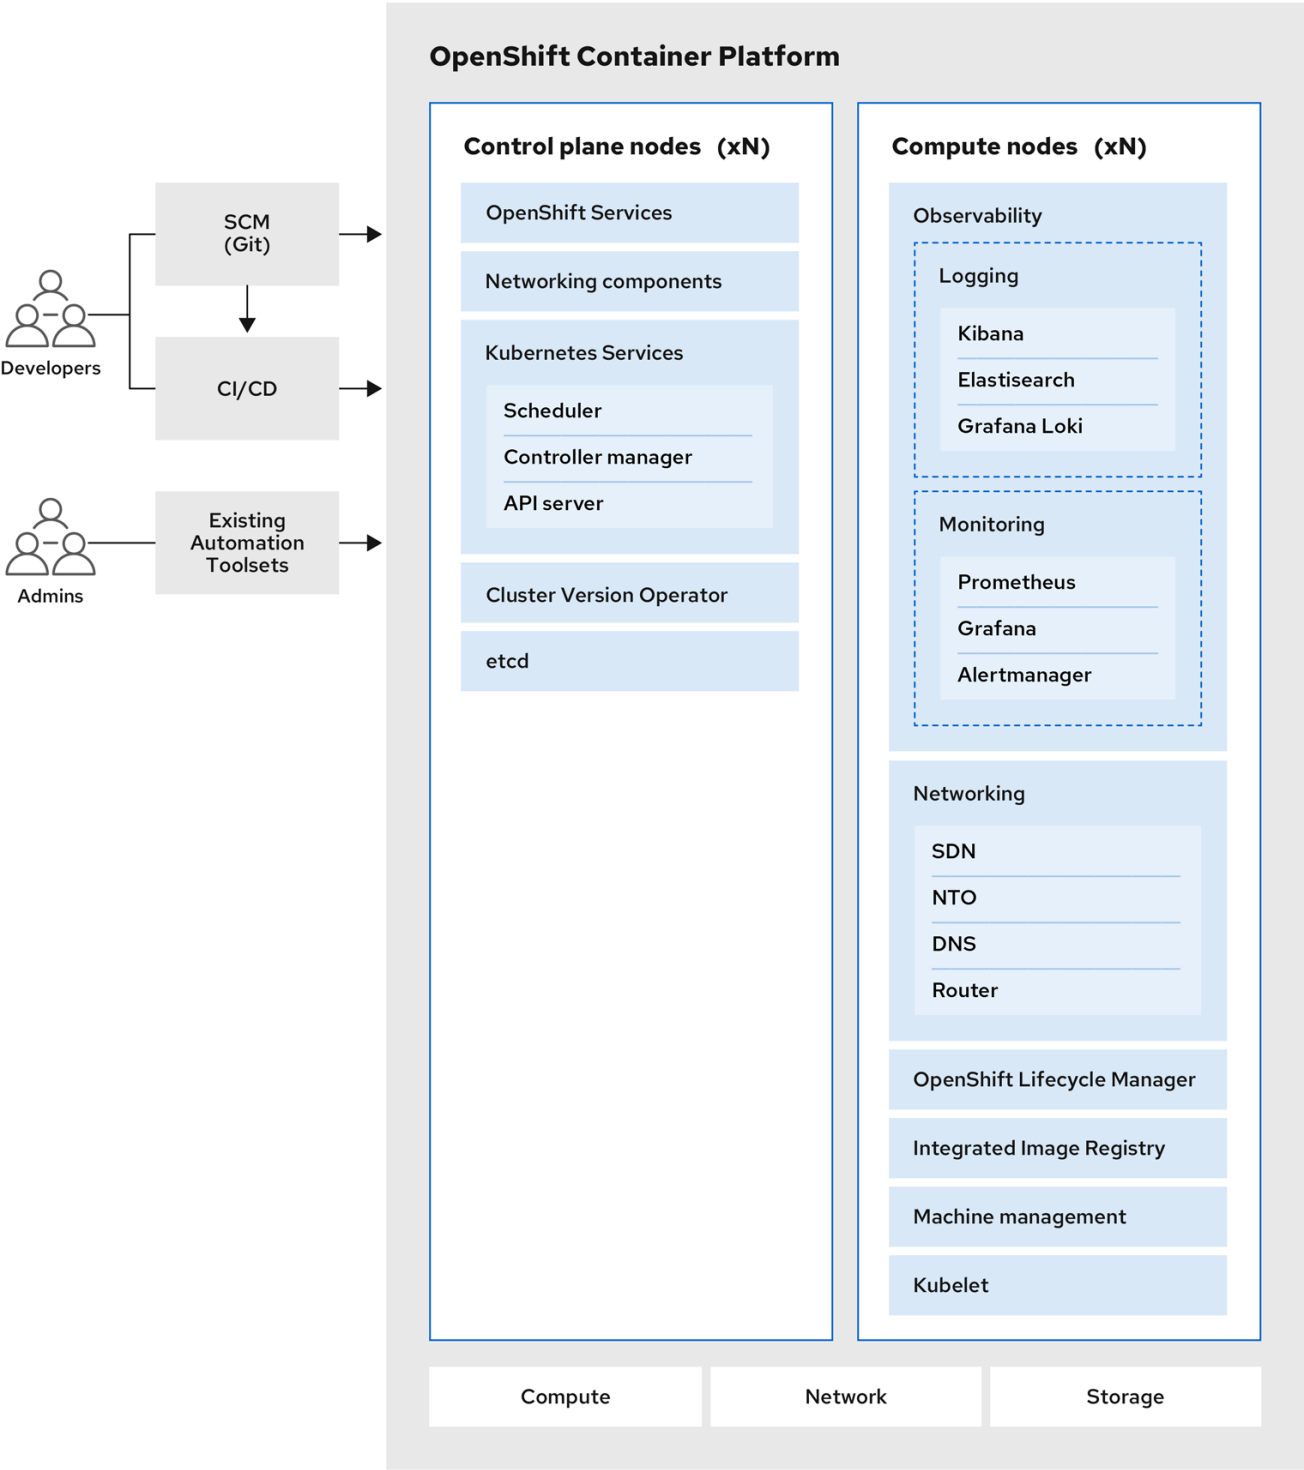 OpenShift Container Platform
SCM
(Git)
CI/CD
Developers
Existing
Automation
Toolsets
Admins
Control plane nodes (xN)
OpenShift Services
Networking components
Kubernetes Services
Scheduler
Controller manager
API server
Cluster Version Operator
etcd
Compute nodes (xN)
Observability
Logging
Kibana
Elastisearch
Grafana Loki
Monitoring
Prometheus
Grafana
Alertmanager
Networking
SDN
NTO
DNS
Router
OpenShift Lifecycle Manager
Integrated Image Registry
Machine management
Kubelet
Compute
Network
Storage